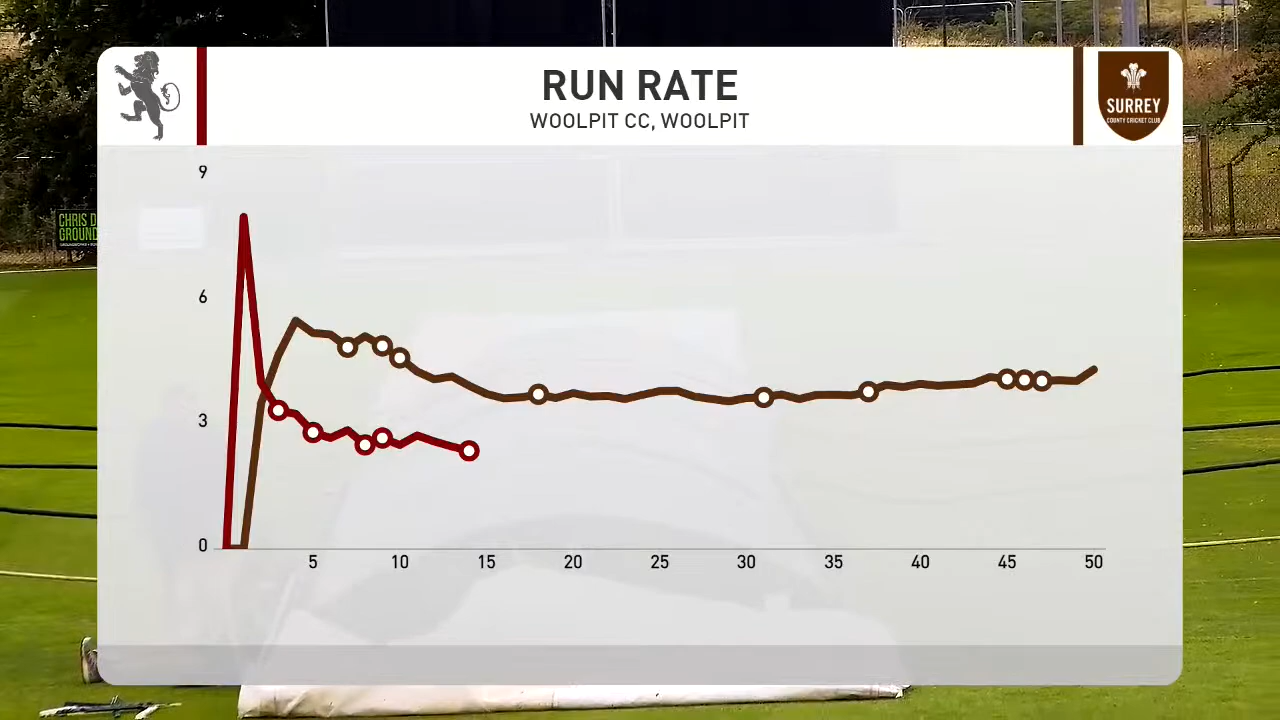 RUN RATE
WOOLPIT CC, WOOLPIT
SURREY
COUNTY CRICKET CLUB
9
6
3
0
5 10 15 20 25 30 35 40 45 50
CHRIS D
GROUND